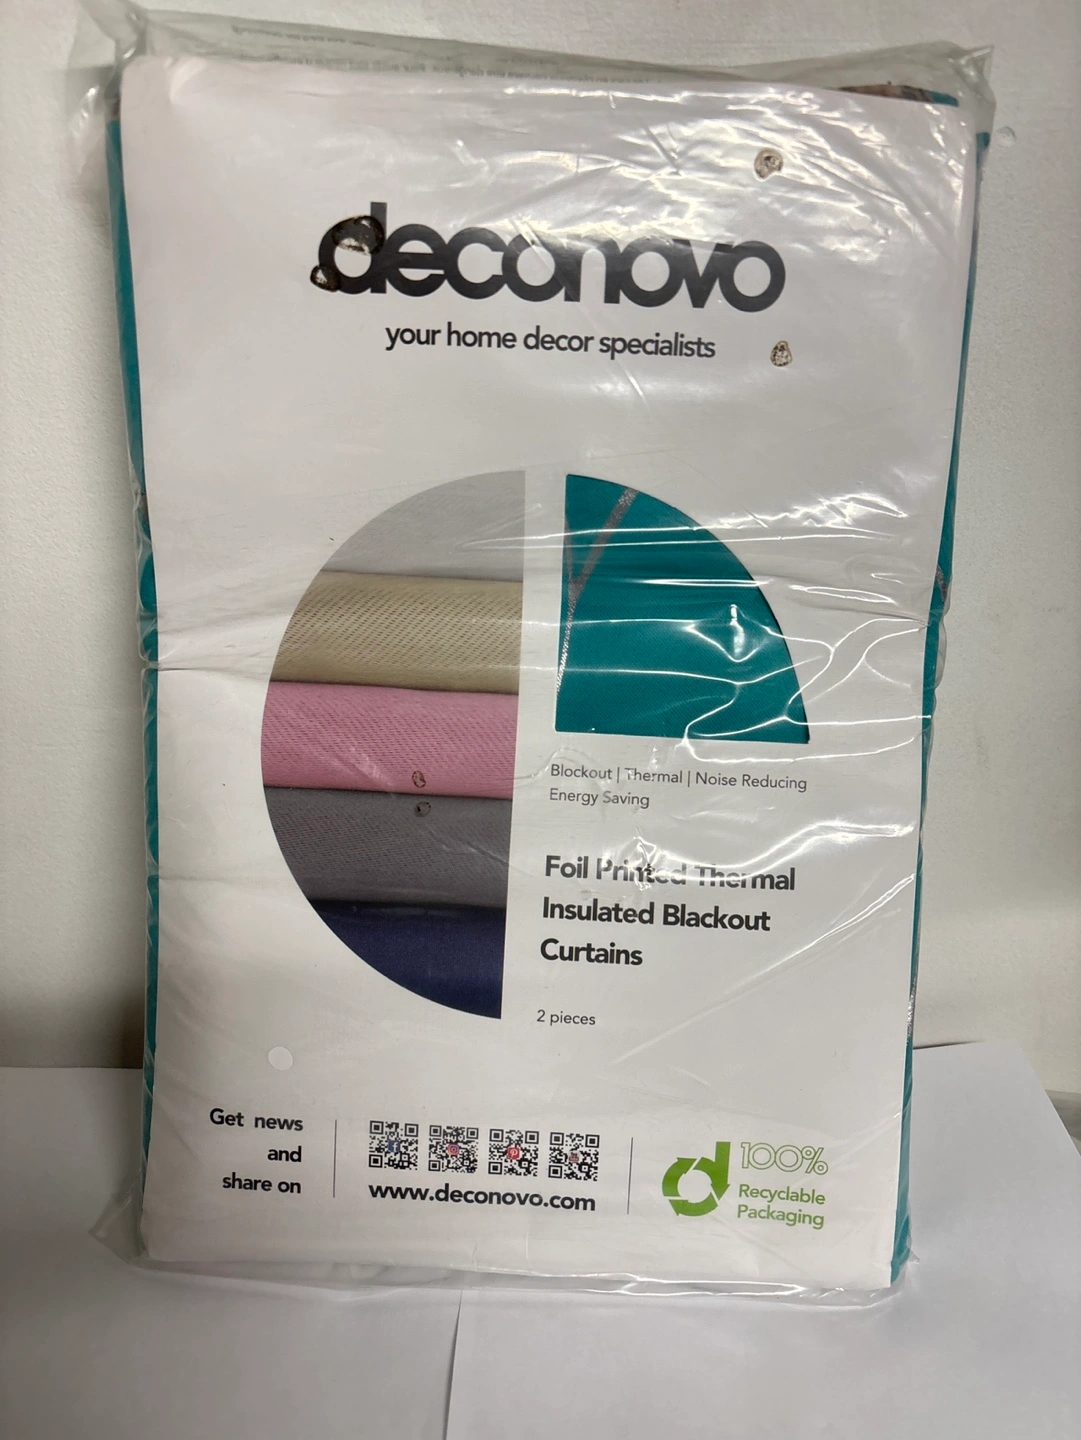 deconovo
your home decor specialists
Blockout | Thermal | Noise Reducing
Energy Saving
Foil Printed Thermal
Insulated Blackout
Curtains
2 pieces
Get news
and
share on
www.deconovo.com
100%
Recyclable
Packaging